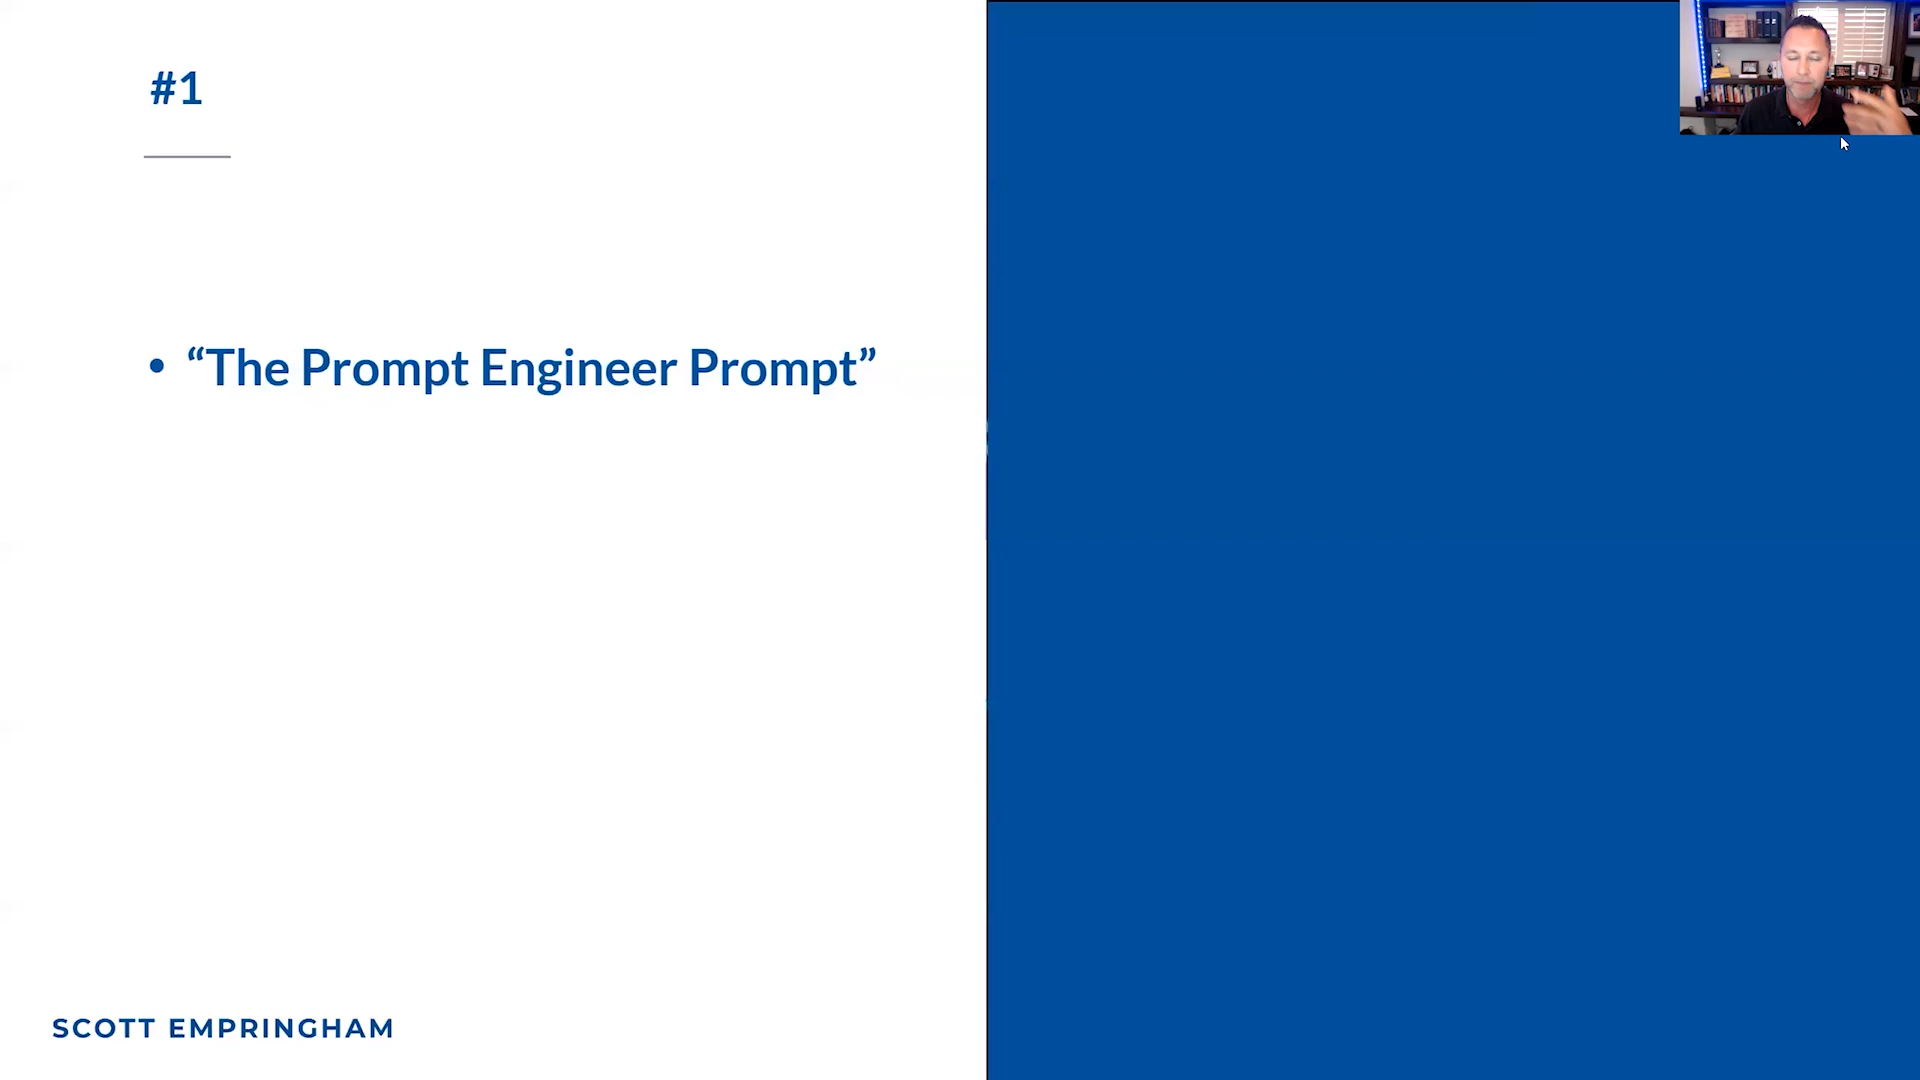 #1
• “The Prompt Engineer Prompt”
SCOTT EMPRINGHAM